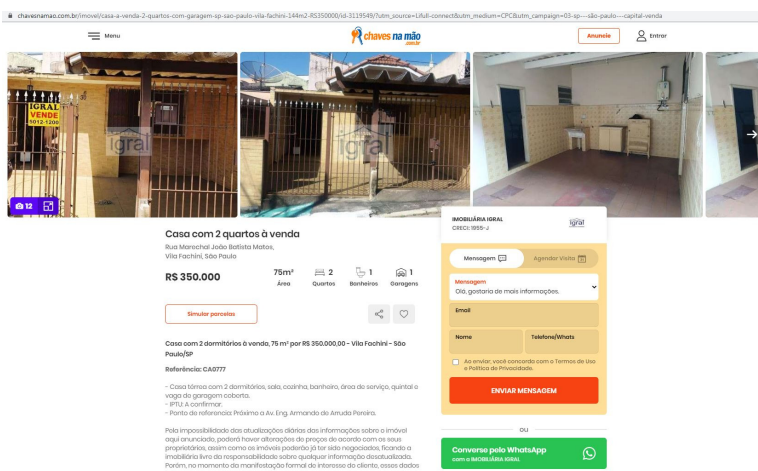 chavesnamao.com.br/imovel/casa-a-venda-2-quartos-com-garagem-sp-sao-paulo-vila-fachini-144m2-RS350000/id-3119549/?utm_source=Lifull-connect&utm_medium=CPC&utm_campaign=03-sp---são-paulo---capital-venda
Menu
chaves na mão
.com.br
Anuncie
Entrar
IGRAL
VENDE
5012-1200
igral
igral
12
Casa com 2 quartos à venda
Rua Marechal João Batista Matos,
Vila Fachini, São Paulo
R$ 350.000
75m² 2 1 1
Área Quartos Banheiros Garagens
Simular parcelas
Casa com 2 dormitórios à venda, 75 m² por R$ 350.000,00 - Vila Fachini - São
Paulo/SP
Referência: CA0777
- Casa térrea com 2 dormitórios, sala, cozinha, banheiro, área de serviço, quintal e
vaga de garagem coberta.
- IPTU: A confirmar.
- Ponto de referencia: Próximo a Av. Eng. Armando de Arruda Pereira.
Pela impossibilidade das atualizações diárias das informações sobre o imóvel
aqui anunciado, poderá haver alterações de preços de acordo com os seus
proprietários, assim como os imóveis poderão já ter sido negociados, ficando a
imobiliária livre da responsabilidade sobre qualquer informação desatualizada.
Porém, no momento da manifestação formal de interesse do cliente, esses dados
IMOBILIÁRIA IGRAL
CRECI: 1955-J
igral
Mensagem
Agendar Visita
Mensagem
Olá, gostaria de mais informações.
Email
Nome
Telefone/Whats
Ao enviar, você concorda com o Termos de Uso
e Política de Privacidade.
ENVIAR MENSAGEM
ou
Converse pelo WhatsApp
com a IMOBILIÁRIA IGRAL